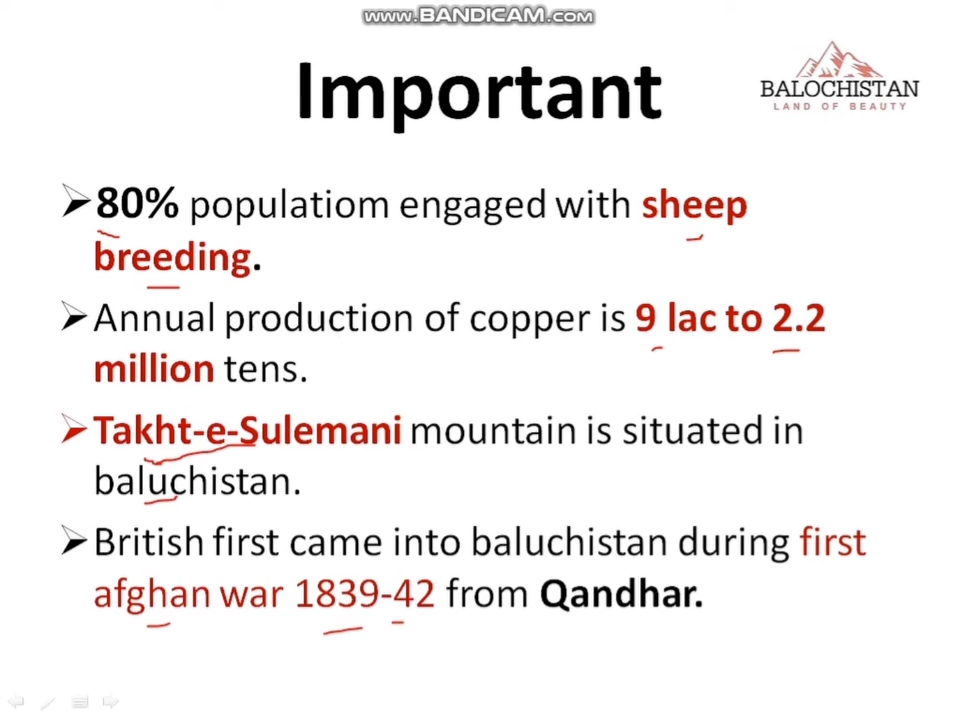 www.BANDICAM.com
Important
BALOCHISTAN
LAND OF BEAUTY
80% populatiom engaged with sheep
breeding.
Annual production of copper is 9 lac to 2.2
million tens.
Takht-e-Sulemani mountain is situated in
baluchistan.
British first came into baluchistan during first
afghan war 1839-42 from Qandhar.